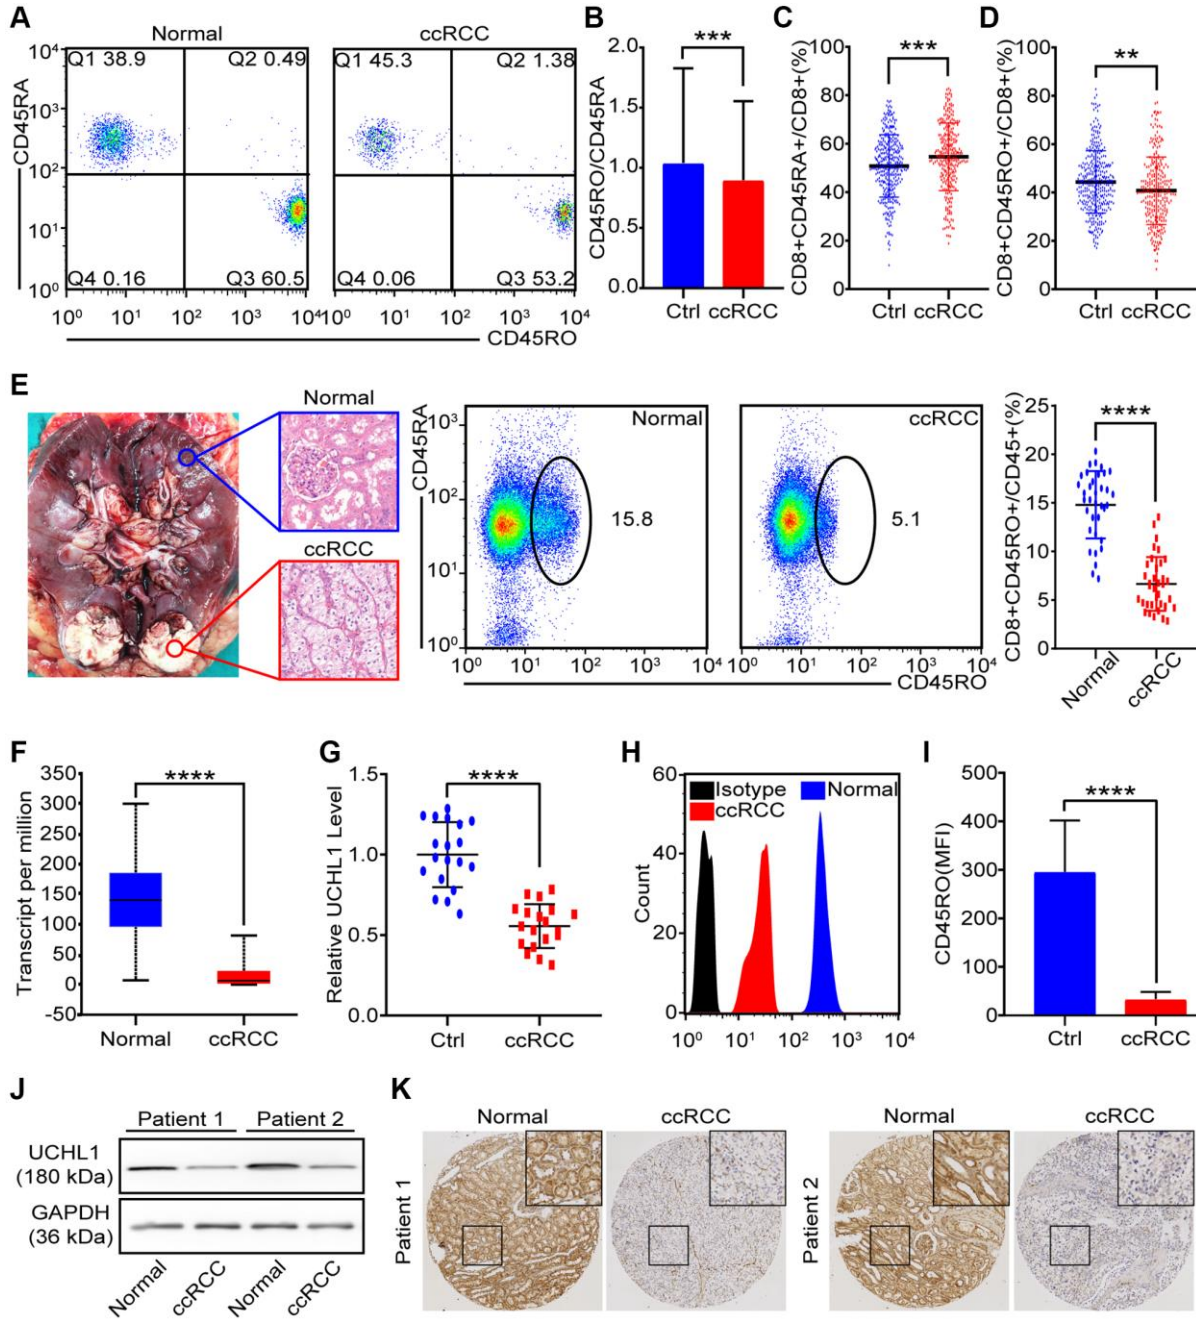 A
B
C
D
Normal
ccRCC
CD45RA
10⁴
10³
10²
10¹
10⁰
Q1 38.9
Q2 0.49
Q4 0.16
Q3 60.5
Q1 45.3
Q2 1.38
Q4 0.06
Q3 53.2
10⁰ 10¹ 10² 10³ 10⁴ 10⁰ 10¹ 10² 10³ 10⁴
CD45RO
CD45RO/CD45RA
2.0
1.5
1.0
0.5
0.0
***
Ctrl ccRCC
CD8+CD45RA+/CD8+(%)
100
80
60
40
20
0
***
Ctrl ccRCC
CD8+CD45RO+/CD8+(%)
100
80
60
40
20
0
**
Ctrl ccRCC
E
Normal
ccRCC
CD45RA
10³
10²
10¹
10⁰
Normal
15.8
ccRCC
5.1
10⁰ 10¹ 10² 10³ 10⁴ 10⁰ 10¹ 10² 10³ 10⁴
CD45RO
CD8+CD45RO+/CD45+(%)
25
20
15
10
5
0
****
Normal
ccRCC
F
Transcript per million
350
300
250
200
150
100
50
0
-50
****
Normal
ccRCC
G
Relative UCHL1 Level
1.5
1.0
0.5
0.0
****
Ctrl
ccRCC
H
Count
60
40
20
0
Isotype
Normal
ccRCC
10⁰ 10¹ 10² 10³ 10⁴
I
CD45RO(MFI)
500
400
300
200
100
0
****
Ctrl
ccRCC
J
Patient 1
Patient 2
UCHL1
(180 kDa)
GAPDH
(36 kDa)
Normal
ccRCC
Normal
ccRCC
K
Normal
ccRCC
Normal
ccRCC
Patient 1
Patient 2